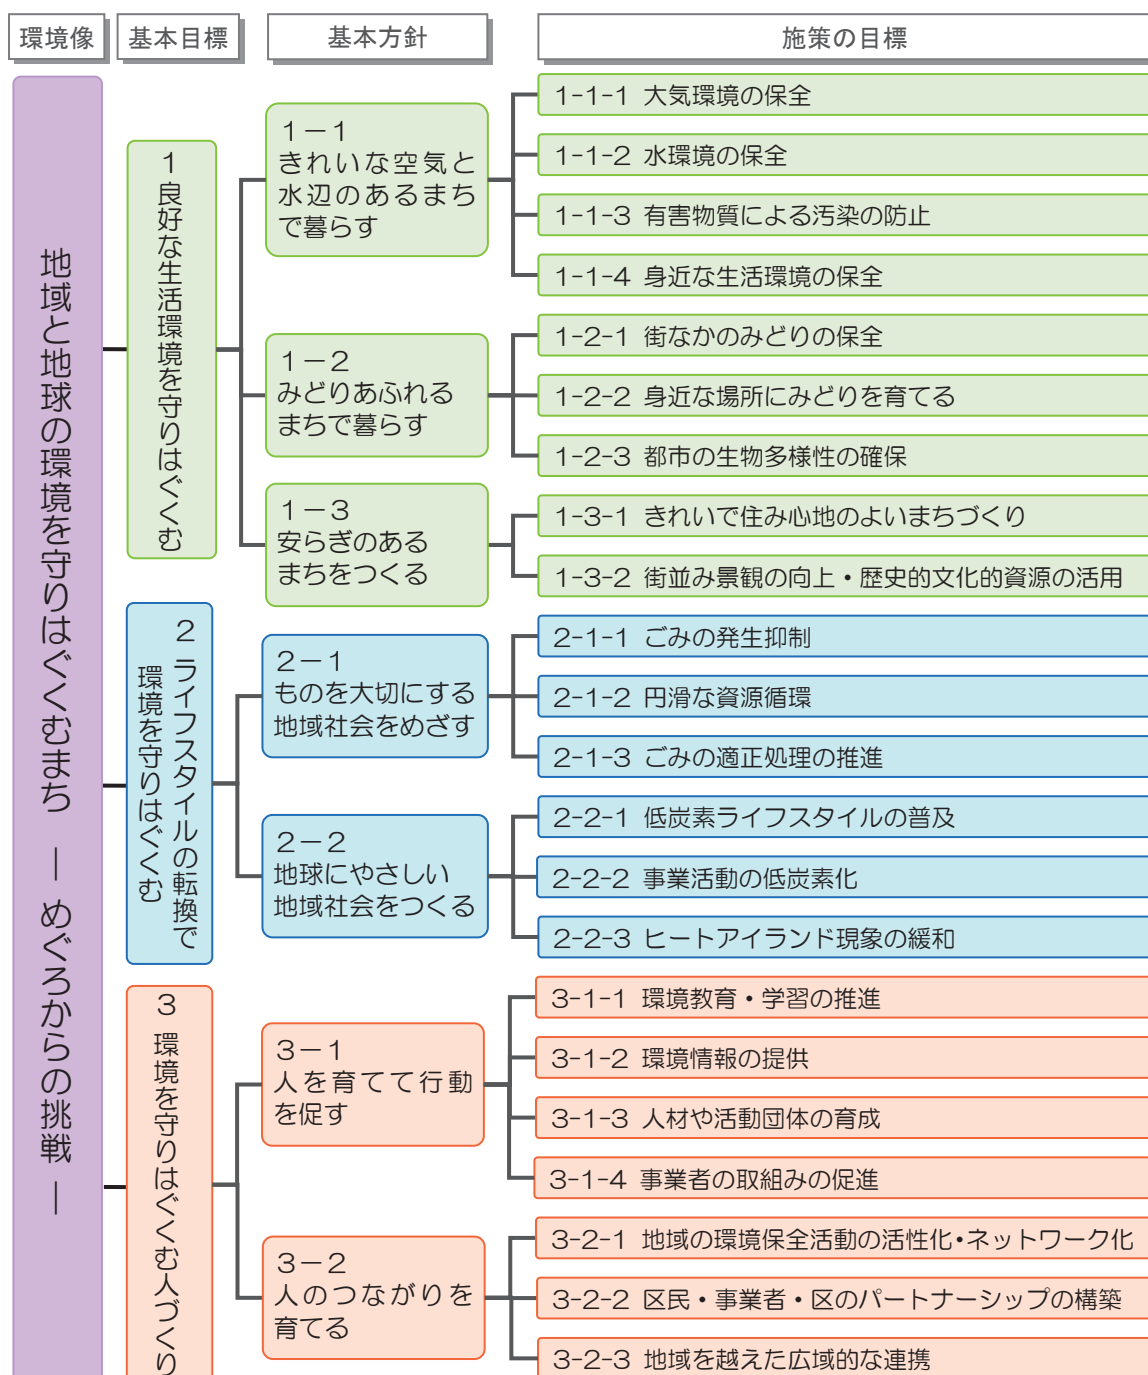 環境像
基本目標
基本方針
施策の目標
地域と地球の環境を守りはぐくむまち ― めぐろからの挑戦 ―
1 良好な生活環境を守りはぐくむ
1－1
きれいな空気と
水辺のあるまち
で暮らす
1-1-1 大気環境の保全
1-1-2 水環境の保全
1-1-3 有害物質による汚染の防止
1-1-4 身近な生活環境の保全
1－2
みどりあふれる
まちで暮らす
1-2-1 街なかのみどりの保全
1-2-2 身近な場所にみどりを育てる
1-2-3 都市の生物多様性の確保
1－3
安らぎのある
まちをつくる
1-3-1 きれいで住み心地のよいまちづくり
1-3-2 街並み景観の向上・歴史的文化的資源の活用
2 ライフスタイルの転換で
環境を守りはぐくむ
2－1
ものを大切にする
地域社会をめざす
2-1-1 ごみの発生抑制
2-1-2 円滑な資源循環
2-1-3 ごみの適正処理の推進
2－2
地球にやさしい
地域社会をつくる
2-2-1 低炭素ライフスタイルの普及
2-2-2 事業活動の低炭素化
2-2-3 ヒートアイランド現象の緩和
3 環境を守りはぐくむ人づくり
3－1
人を育てて行動
を促す
3-1-1 環境教育・学習の推進
3-1-2 環境情報の提供
3-1-3 人材や活動団体の育成
3-1-4 事業者の取組みの促進
3－2
人のつながりを
育てる
3-2-1 地域の環境保全活動の活性化・ネットワーク化
3-2-2 区民・事業者・区のパートナーシップの構築
3-2-3 地域を越えた広域的な連携